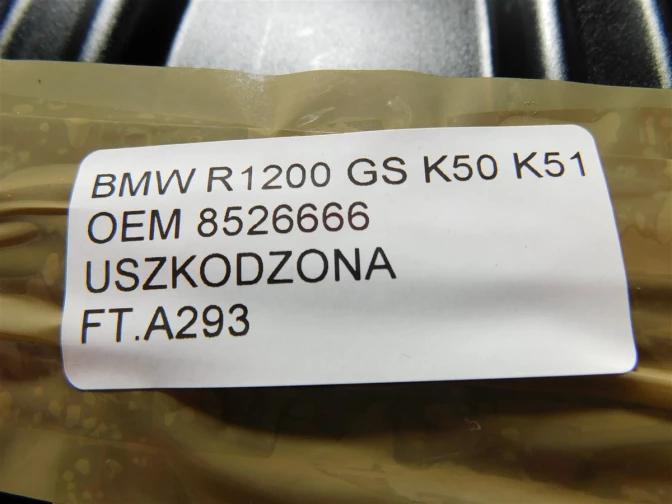 BMW R1200 GS K50 K51
OEM 8526666
USZKODZONA
FT.A293